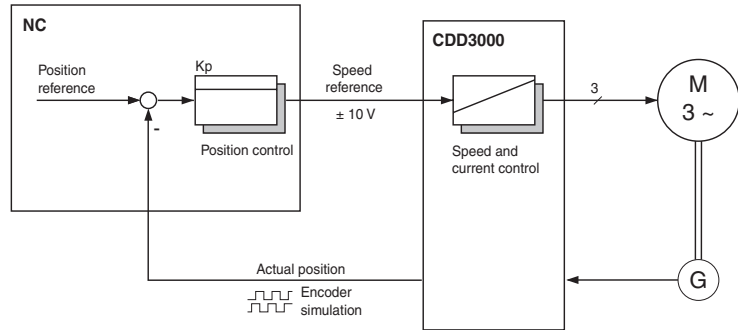 NC
Position
reference
-
Kp
Position control
Speed
reference
± 10 V
CDD3000
Speed and
current control
3
M
3 ~
G
Actual position
Encoder
simulation